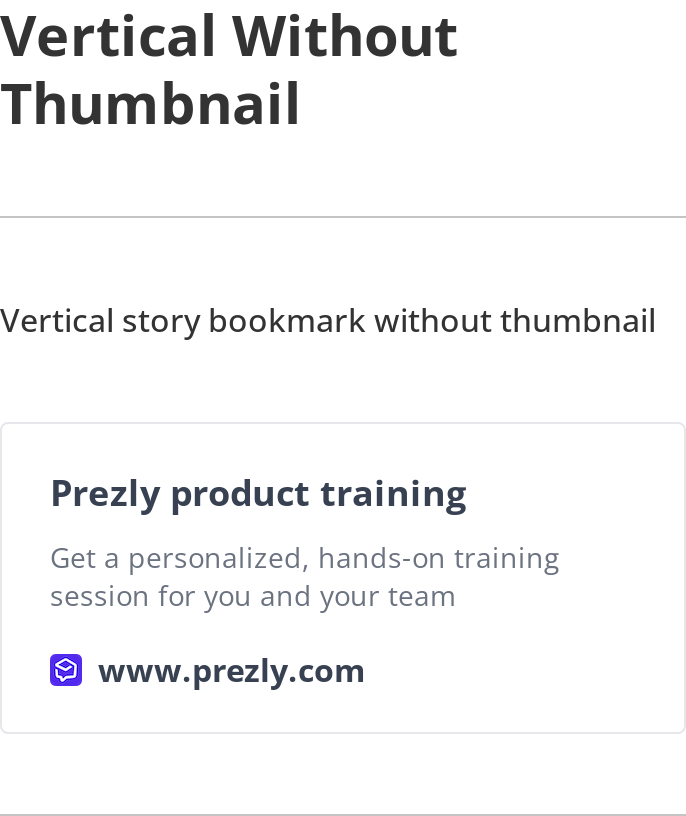 Vertical Without
Thumbnail
Vertical story bookmark without thumbnail
Prezly product training
Get a personalized, hands-on training
session for you and your team
www.prezly.com